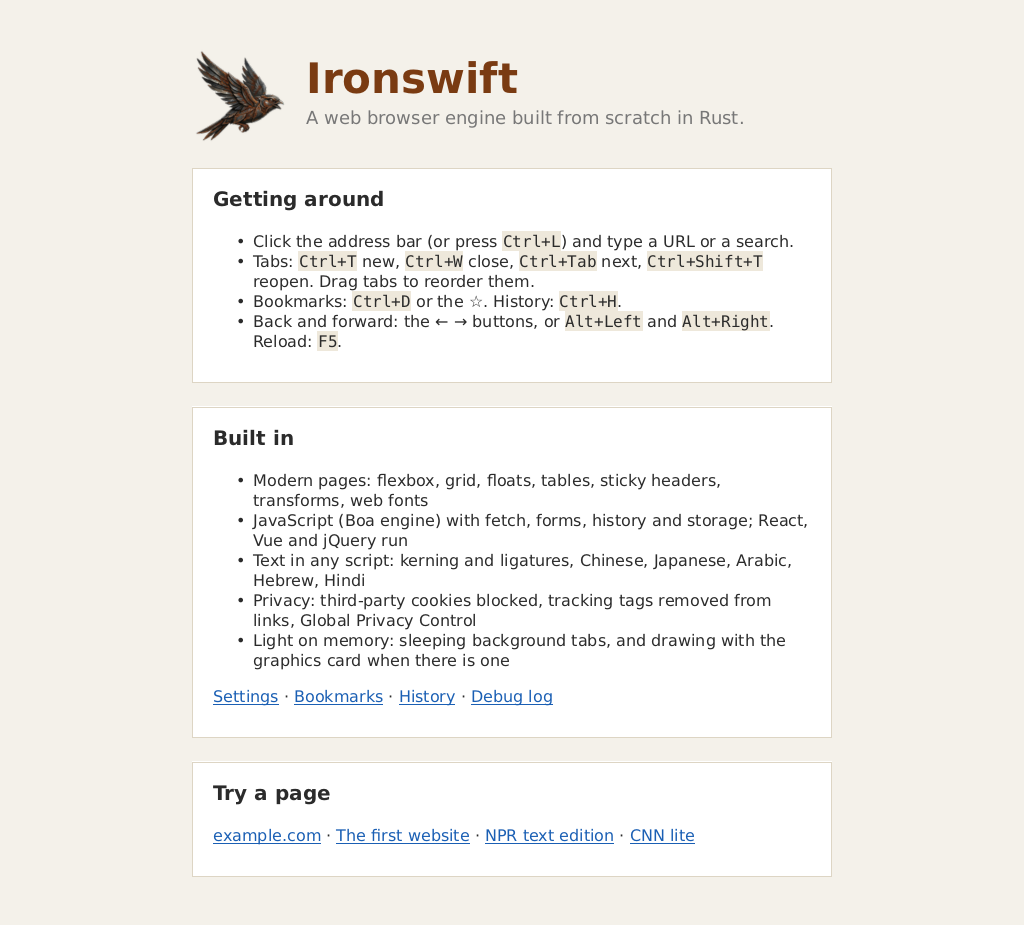 Ironswift
A web browser engine built from scratch in Rust.
Getting around
• Click the address bar (or press Ctrl+L) and type a URL or a search.
• Tabs: Ctrl+T new, Ctrl+W close, Ctrl+Tab next, Ctrl+Shift+T
reopen. Drag tabs to reorder them.
• Bookmarks: Ctrl+D or the ☆. History: Ctrl+H.
• Back and forward: the ← → buttons, or Alt+Left and Alt+Right.
Reload: F5.
Built in
• Modern pages: flexbox, grid, floats, tables, sticky headers,
transforms, web fonts
• JavaScript (Boa engine) with fetch, forms, history and storage; React,
Vue and jQuery run
• Text in any script: kerning and ligatures, Chinese, Japanese, Arabic,
Hebrew, Hindi
• Privacy: third-party cookies blocked, tracking tags removed from
links, Global Privacy Control
• Light on memory: sleeping background tabs, and drawing with the
graphics card when there is one
Settings · Bookmarks · History · Debug log
Try a page
example.com · The first website · NPR text edition · CNN lite